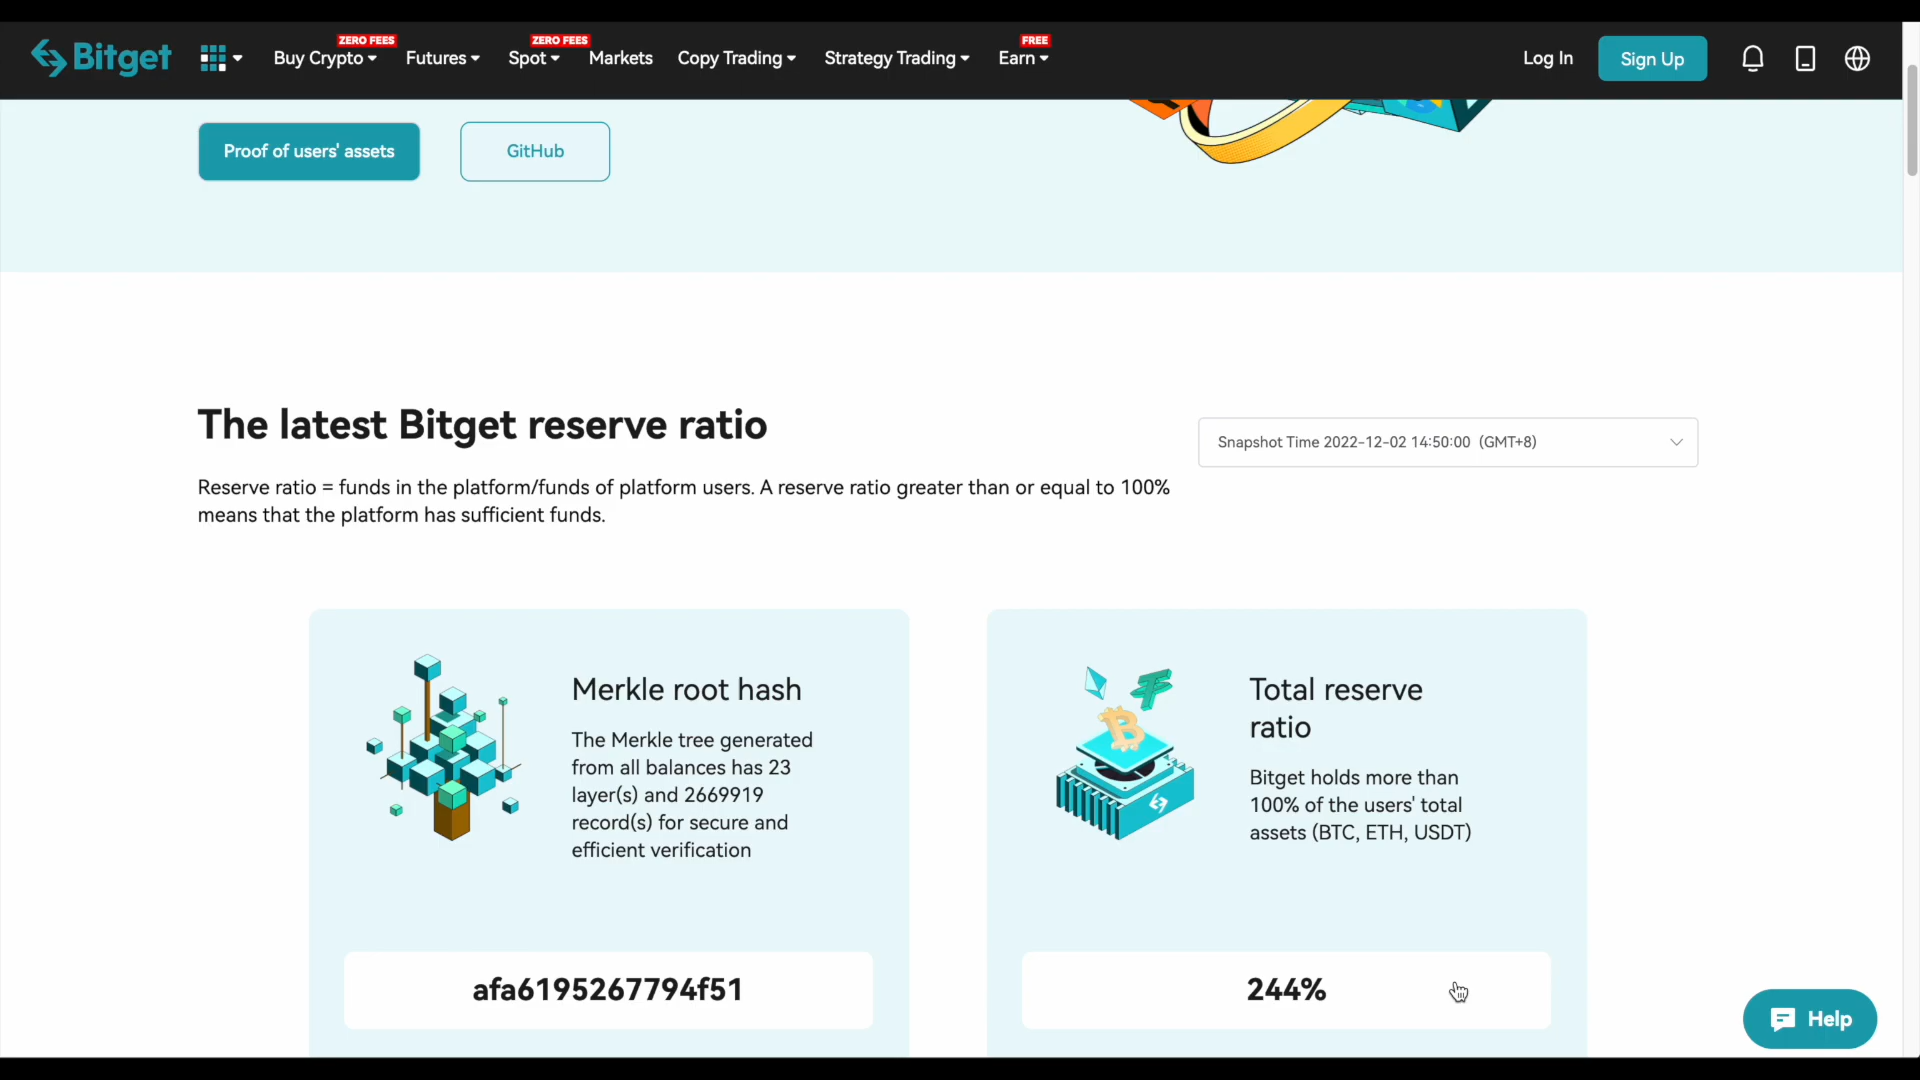 Bitget
Buy Crypto
ZERO FEES
Futures
Spot
ZERO FEES
Markets
Copy Trading
Strategy Trading
Earn
FREE
Log In
Sign Up
Proof of users' assets
GitHub
The latest Bitget reserve ratio
Snapshot Time 2022-12-02 14:50:00 (GMT+8)
Reserve ratio = funds in the platform/funds of platform users. A reserve ratio greater than or equal to 100%
means that the platform has sufficient funds.
Merkle root hash
The Merkle tree generated
from all balances has 23
layer(s) and 2669919
record(s) for secure and
efficient verification
afa6195267794f51
Total reserve
ratio
Bitget holds more than
100% of the users' total
assets (BTC, ETH, USDT)
244%
Help